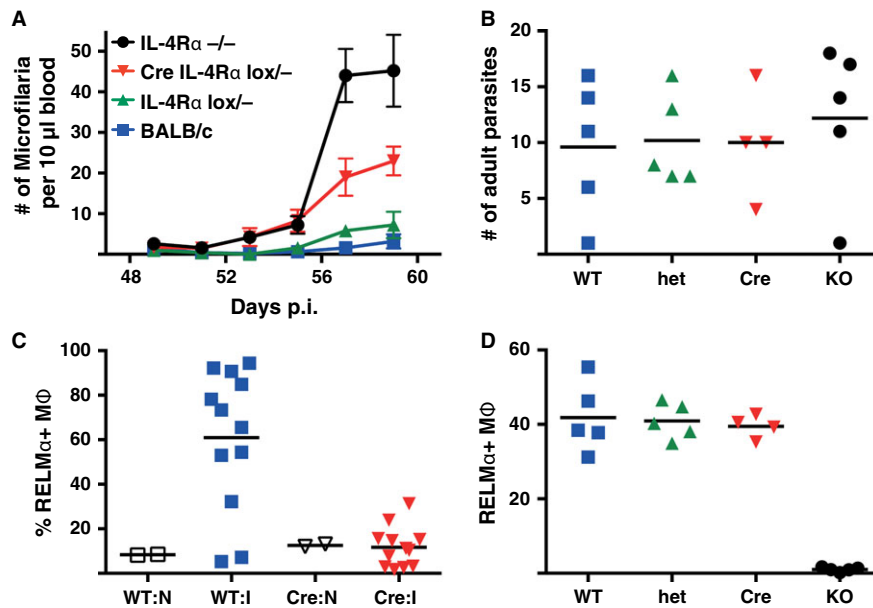 A
IL-4Rα –/–
Cre IL-4Rα lox/–
IL-4Rα lox/–
BALB/c
# of Microfilaria
per 10 µl blood
50
40
30
20
10
48
52
56
60
Days p.i.
B
# of adult parasites
20
15
10
5
WT
het
Cre
KO
C
% RELMα+ MΦ
100
80
60
40
20
WT:N
WT:I
Cre:N
Cre:I
D
RELMα+ MΦ
60
40
20
WT
het
Cre
KO